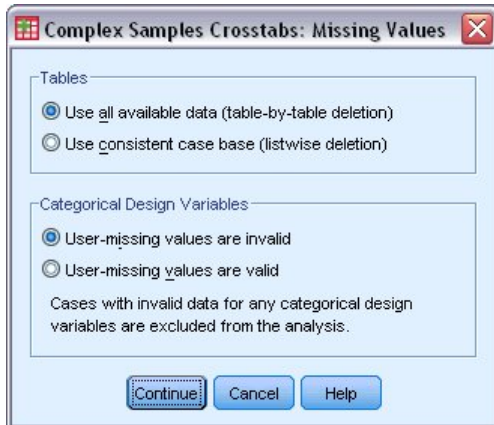 Complex Samples Crosstabs: Missing Values
Tables
Use all available data (table-by-table deletion)
Use consistent case base (listwise deletion)
Categorical Design Variables
User-missing values are invalid
User-missing values are valid
Cases with invalid data for any categorical design
variables are excluded from the analysis.
Continue Cancel Help